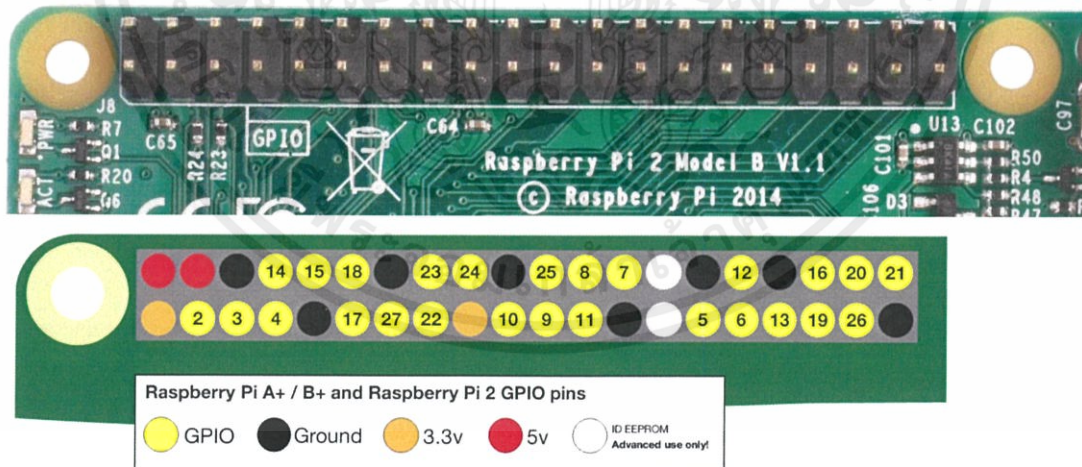 J8
PWR
R7
Q1
ACT
R20
Q6
C65
R24
R23
GPIO
C64
Raspberry Pi 2 Model B V1.1
© Raspberry Pi 2014
C101
U13
C102
C97
R50
R4
R48
R47
D3
106
14 15 18 23 24 25 8 7 12 16 20 21
2 3 4 17 27 22 10 9 11 5 6 13 19 26
Raspberry Pi A+ / B+ and Raspberry Pi 2 GPIO pins
GPIO Ground 3.3v 5v ID EEPROM
Advanced use only!